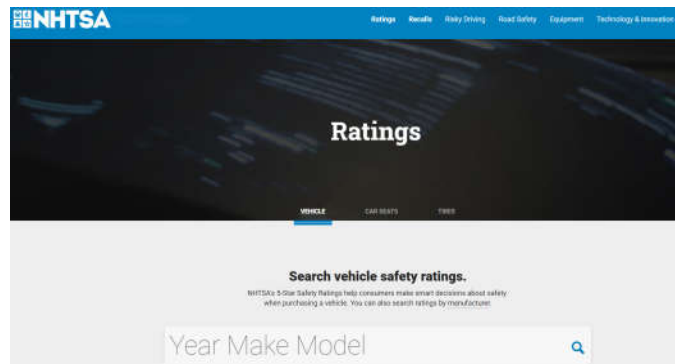 NHTSA
Ratings Recalls Risky Driving Road Safety Equipment Technology & Innovation
Ratings
VEHICLE CAR SEATS TIRES
Search vehicle safety ratings.
NHTSA's 5-Star Safety Ratings help consumers make smart decisions about safety
when purchasing a vehicle. You can also search ratings by manufacturer.
Year Make Model